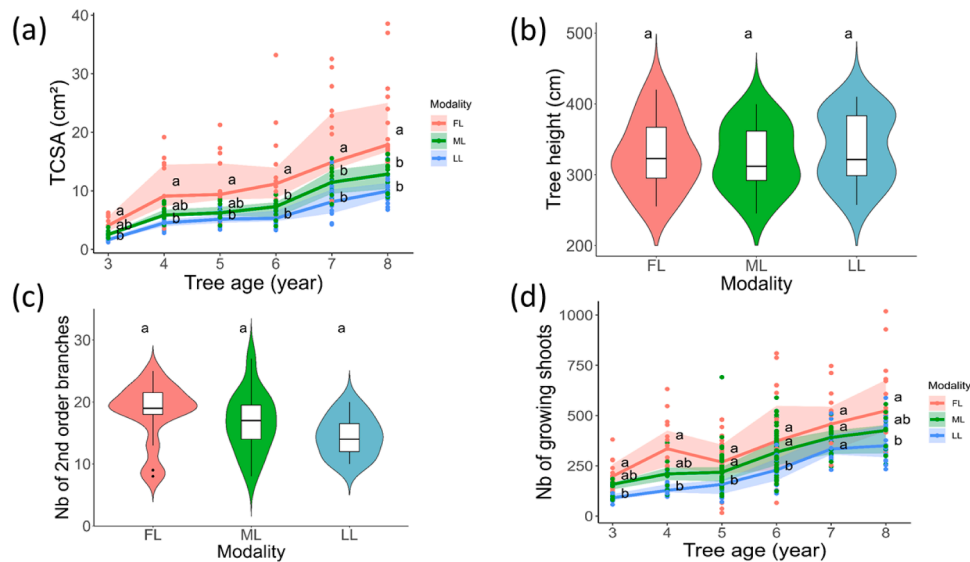 (a)
TCSA (cm²)
40
30
20
10
0
a
a
a
a
a
a
ab
ab
ab
b
b
b
b
b
b
b
b
b
3 4 5 6 7 8
Tree age (year)
Modality
FL
ML
LL
(b)
Tree height (cm)
500
400
300
200
a a a
FL ML LL
Modality
(c)
Nb of 2nd order branches
30
20
10
0
a a a
FL ML LL
Modality
(d)
Nb of growing shoots
1000
750
500
250
0
a
ab
b
a
ab
b
a
a
b
a
a
b
a
a
a
a
ab
b
3 4 5 6 7 8
Tree age (year)
Modality
FL
ML
LL